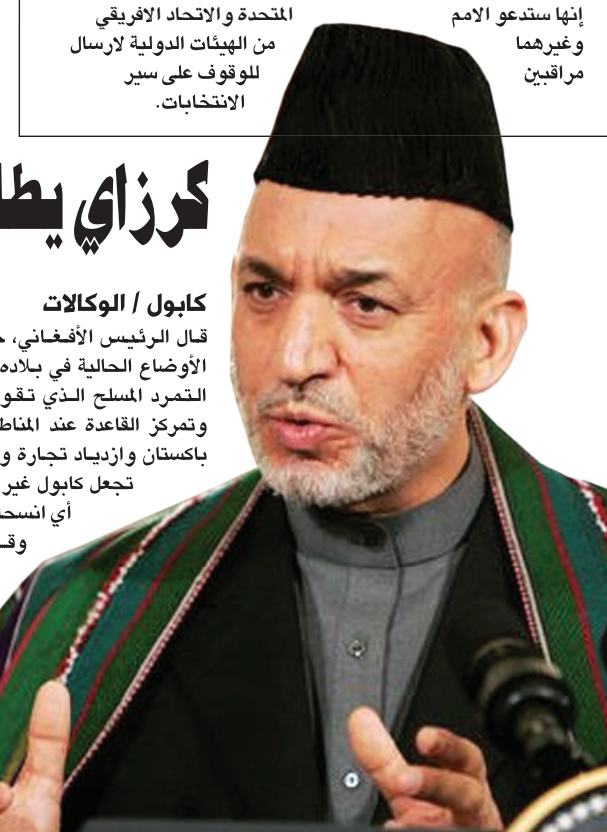 إنها ستدعو الامم
وغيرهما
مراقبين
المتحدة والاتحاد الافريقي
من الهيئات الدولية لارسال
للوقوف على سير
الانتخابات.
كرزاي يطا
كابول / الوكالات
قال الرئيس الأفغاني،
الأوضاع الحالية في بلاده
التمرد المسلح الذي تقو
وتمركز القاعدة عند المناط
باكستان وازدياد تجارة و
تجعل كابول غير
أي انسحا
وقـ